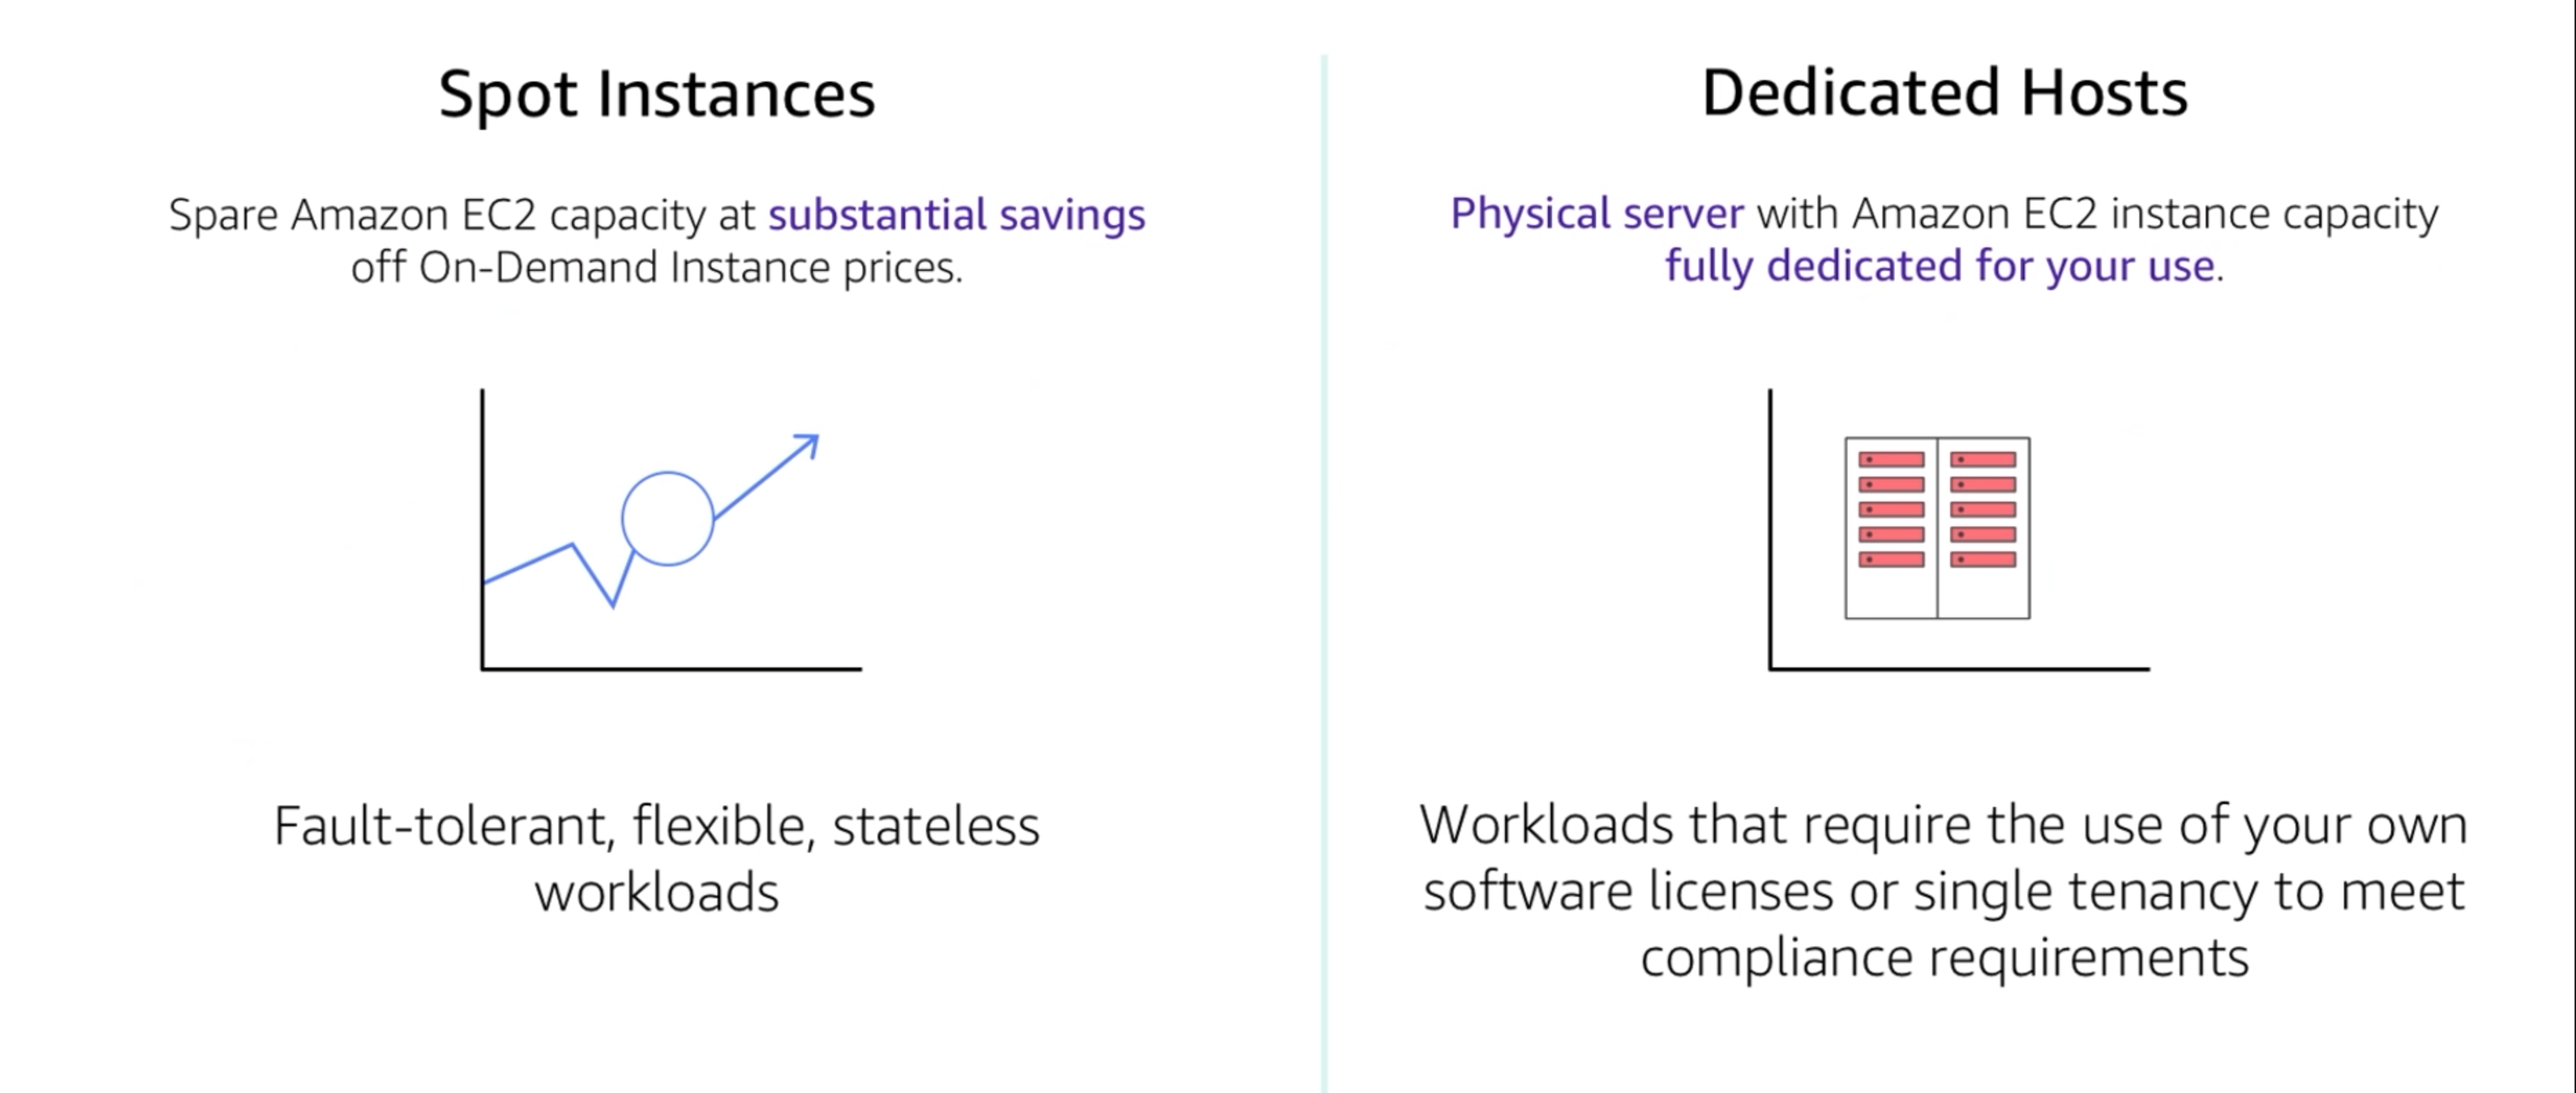 Spot Instances
Spare Amazon EC2 capacity at substantial savings
off On-Demand Instance prices.
Fault-tolerant, flexible, stateless
workloads
Dedicated Hosts
Physical server with Amazon EC2 instance capacity
fully dedicated for your use.
Workloads that require the use of your own
software licenses or single tenancy to meet
compliance requirements